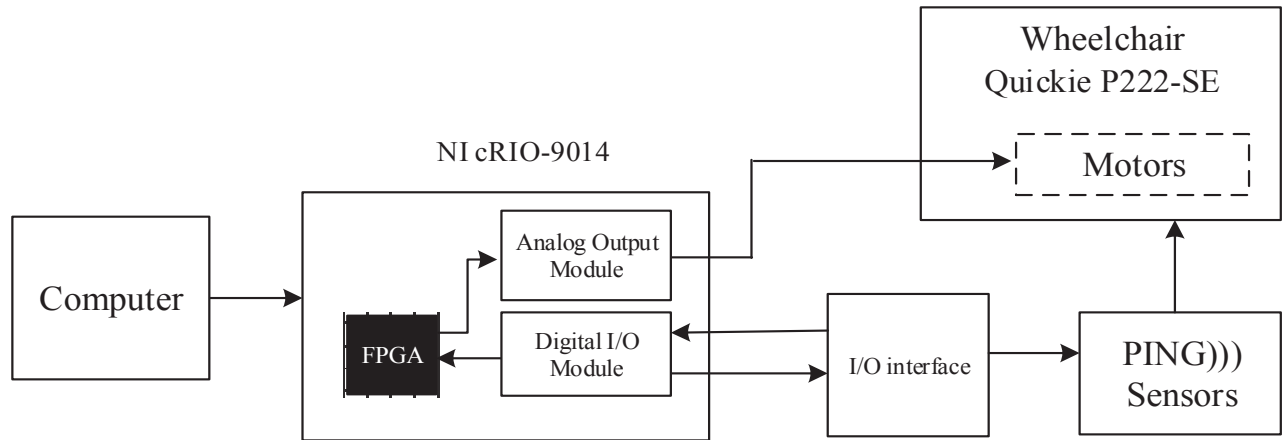 Wheelchair
Quickie P222-SE
Motors
NI cRIO-9014
Analog Output
Module
Computer
FPGA
Digital I/O
Module
I/O interface
PING)))
Sensors